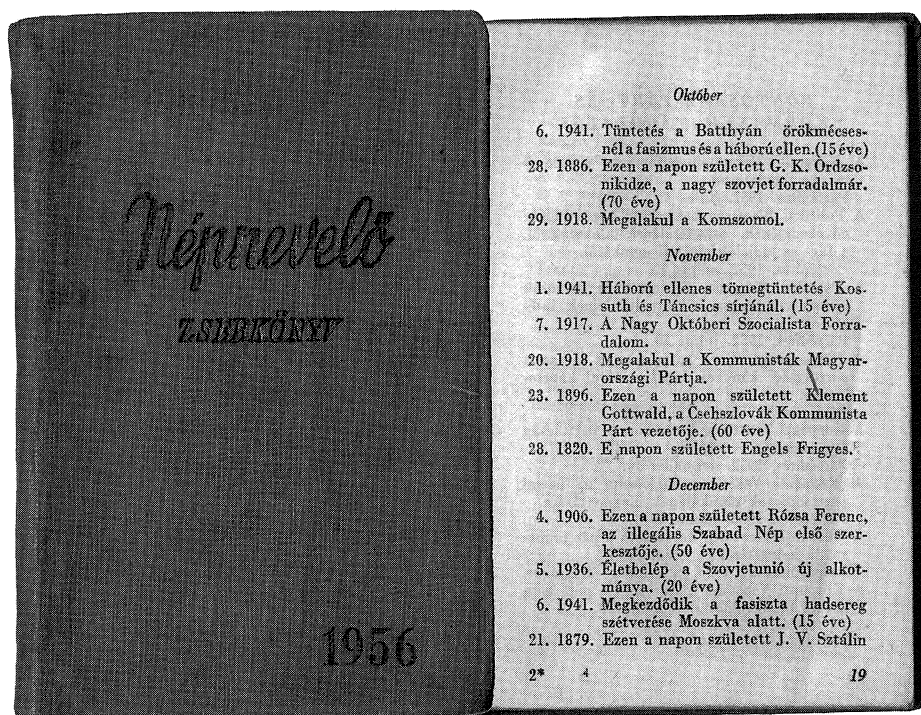 Népnevelő
ZSEBKÖNYV
1956
Október
6. 1941. Tüntetés a Batthyán örökmécses-
nél a fasizmus és a háború ellen.(15 éve)
28. 1886. Ezen a napon született G. K. Ordzso-
nikidze, a nagy szovjet forradalmár.
(70 éve)
29. 1918. Megalakul a Komszomol.
November
1. 1941. Háború ellenes tömegtüntetés Kos-
suth és Táncsics sírjánál. (15 éve)
7. 1917. A Nagy Októberi Szocialista Forra-
dalom.
20. 1918. Megalakul a Kommunisták Magyar-
országi Pártja.
23. 1896. Ezen a napon született Klement
Gottwald, a Csehszlovák Kommunista
Párt vezetője. (60 éve)
28. 1820. E napon született Engels Frigyes.
December
4. 1906. Ezen a napon született Rózsa Ferenc,
az illegális Szabad Nép első szer-
kesztője. (50 éve)
5. 1936. Életbelép a Szovjetunió új alkot-
mánya. (20 éve)
6. 1941. Megkezdődik a fasiszta hadsereg
szétverése Moszkva alatt. (15 éve)
21. 1879. Ezen a napon született J. V. Sztálin
2* 4 19